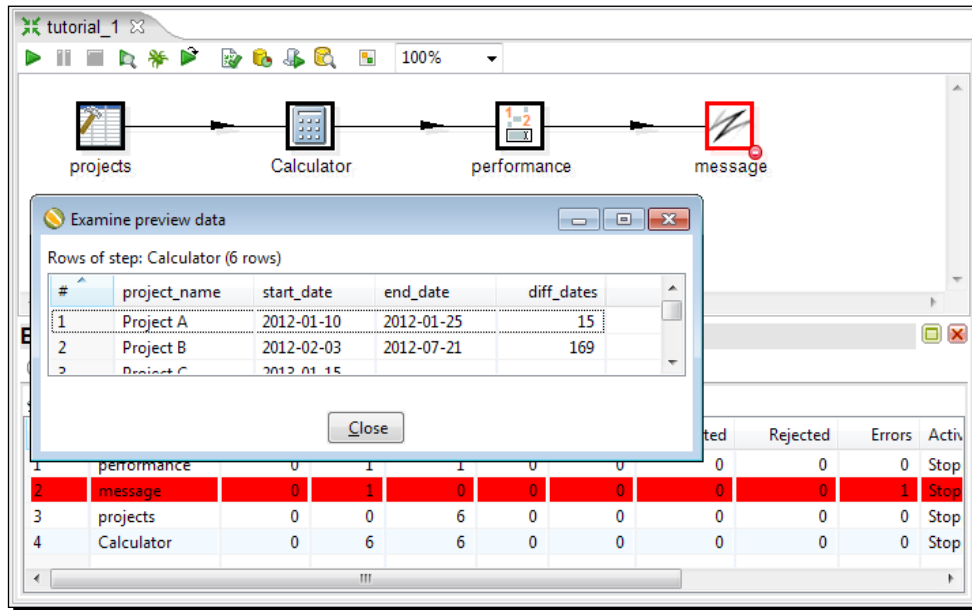 tutorial_1
100%
projects
Calculator
performance
message
Examine preview data
Rows of step: Calculator (6 rows)
# project_name start_date end_date diff_dates
1 Project A 2012-01-10 2012-01-25 15
2 Project B 2012-02-03 2012-07-21 169
Project C 2013-01-15
Close
Rejected Errors
1 performance 0 1 1 0 0 0 0 0 Stop
2 message 0 1 0 0 0 0 0 1 Stop
3 projects 0 0 6 0 0 0 0 0 Stop
4 Calculator 0 6 6 0 0 0 0 0 Stop